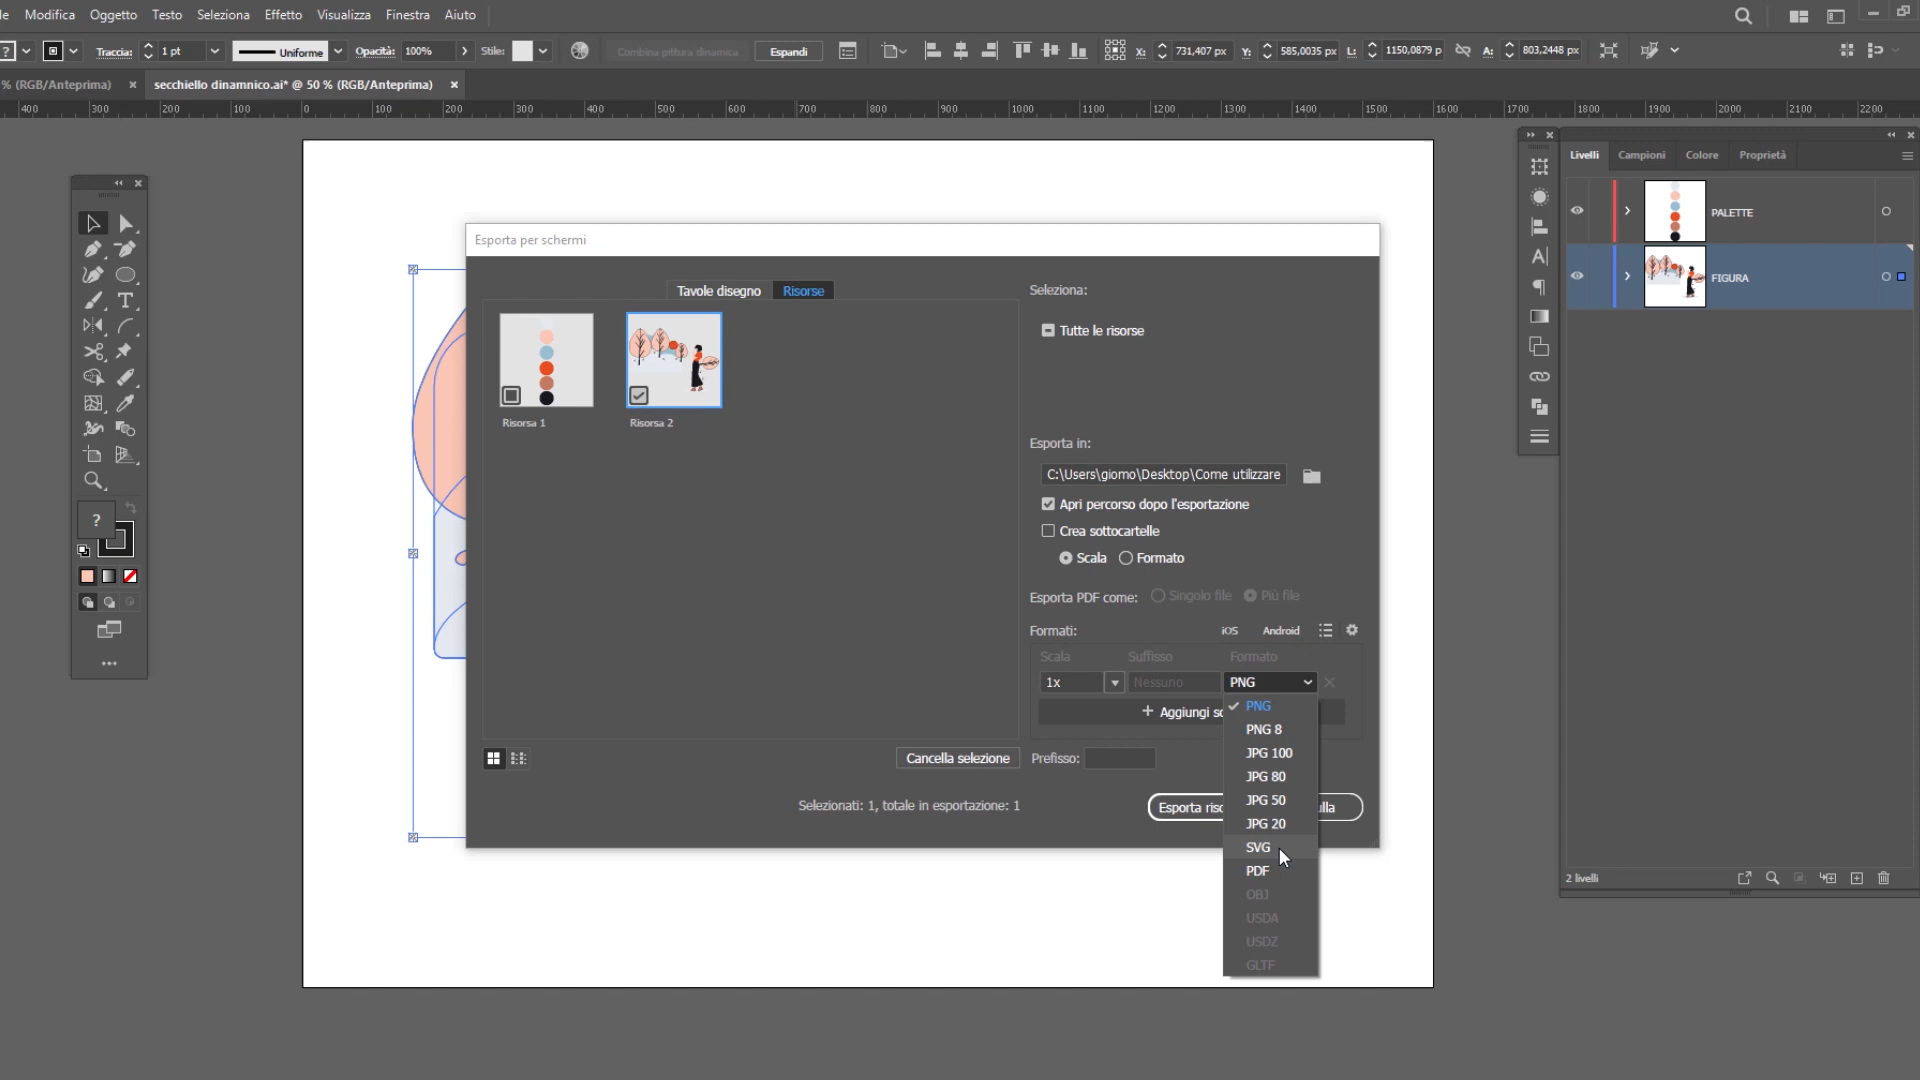 le Modifica Oggetto Testo Seleziona Effetto Visualizza Finestra Aiuto
? Traccia: 1 pt Uniforme Opacità: 100% Stile: Combina pittura dinamica Espandi X: 731,407 px Y: 585,0035 px L: 1150,0879 p A: 803,2448 px
% (RGB/Anteprima) × secchiello dinamnico.ai* @ 50 % (RGB/Anteprima) ×
400 300 200 100 0 100 200 300 400 500 600 700 800 900 1000 1100 1200 1300 1400 1500 1600 1700 1800 1900 2000 2100 2200
Livelli Campioni Colore Proprietà
PALETTE
FIGURA
2 livelli
?
Esporta per schermi
Tavole disegno Risorse
Risorsa 1 Risorsa 2
Seleziona:
Tutte le risorse
Esporta in:
C:\Users\giomo\Desktop\Come utilizzare
Apri percorso dopo l'esportazione
Crea sottocartelle
Scala Formato
Esporta PDF come: Singolo file Più file
Formati: iOS Android
Scala Suffisso Formato
1x Nessuno PNG
+ Aggiungi sc
PNG
PNG 8
JPG 100
JPG 80
JPG 50
JPG 20
SVG
PDF
OBJ
USDA
USDZ
GLTF
Cancella selezione Prefisso:
Selezionati: 1, totale in esportazione: 1
Esporta riso ulla